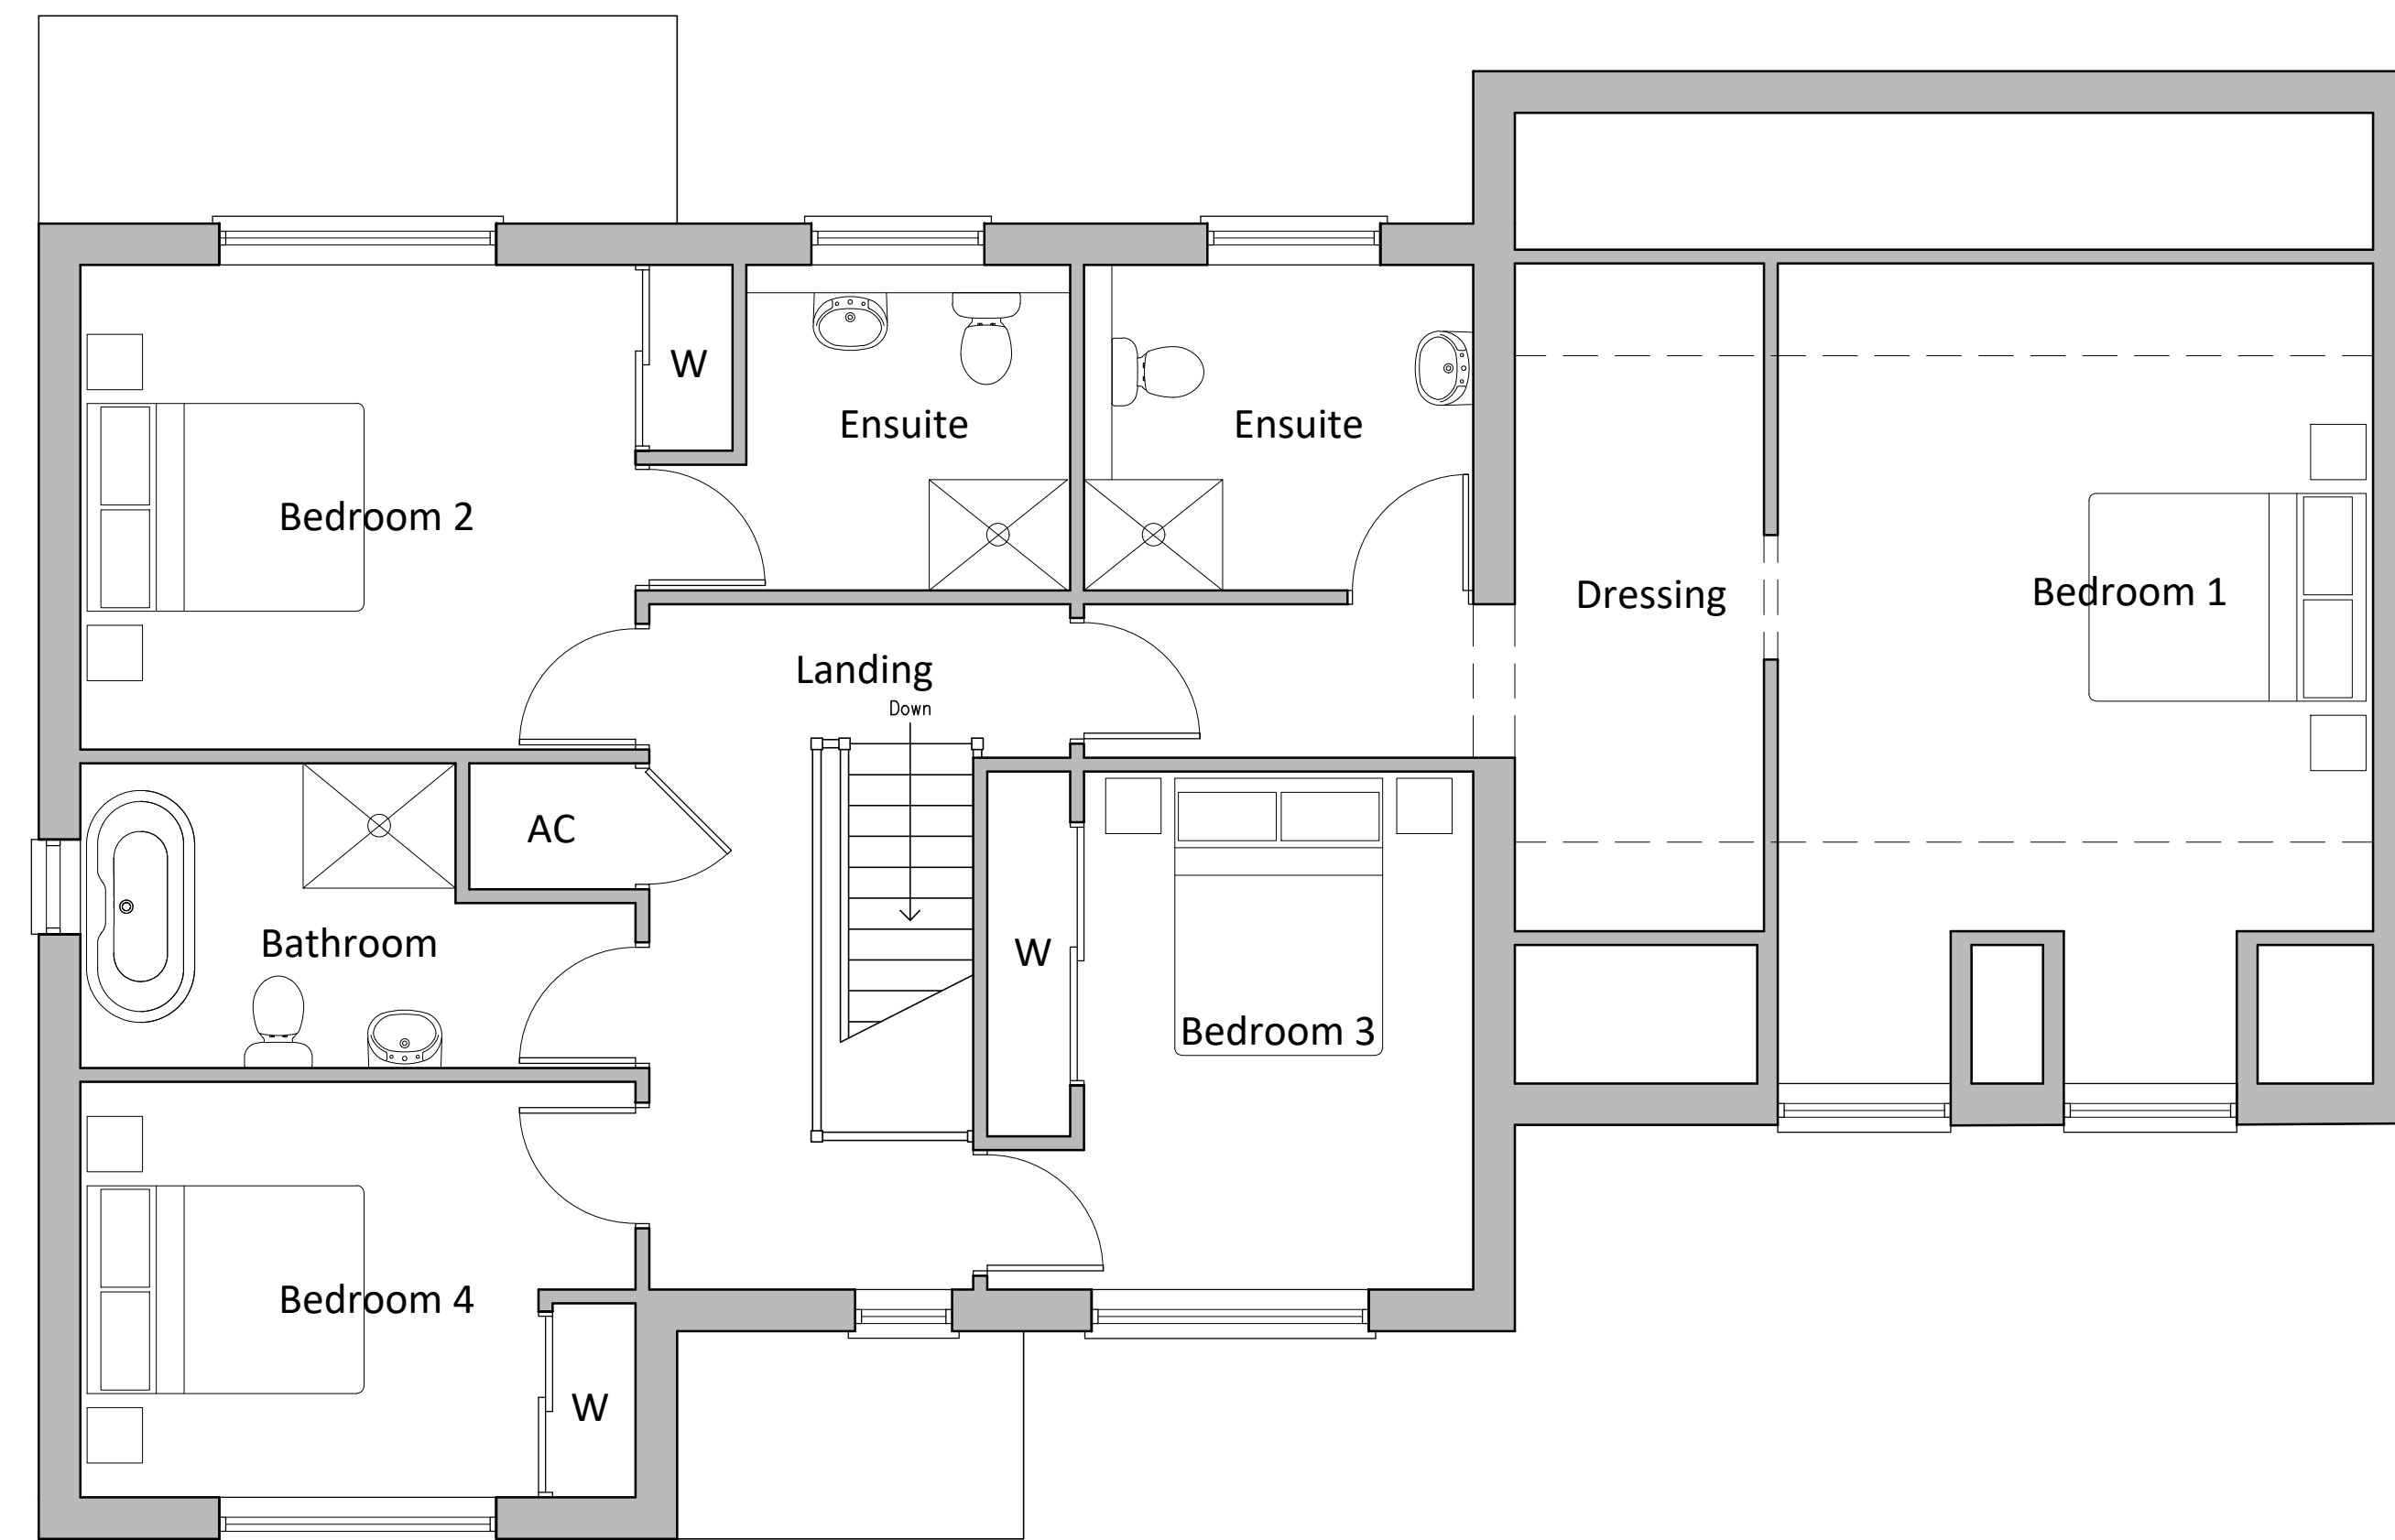 W
Ensuite
Ensuite
Bedroom 2
Dressing
Bedroom 1
Landing
Down
AC
Bathroom
W
Bedroom 3
Bedroom 4
W